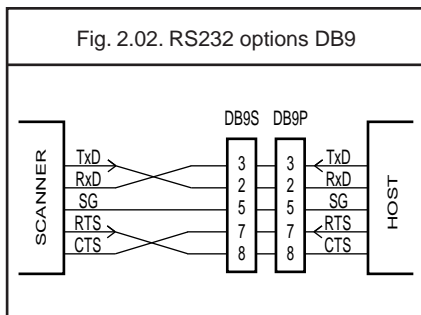 Fig. 2.02. RS232 options DB9
DB9S DB9P
SCANNER
TxD
RxD
SG
RTS
CTS
3
2
5
7
8
3
2
5
7
8
TxD
RxD
SG
RTS
CTS
HOST